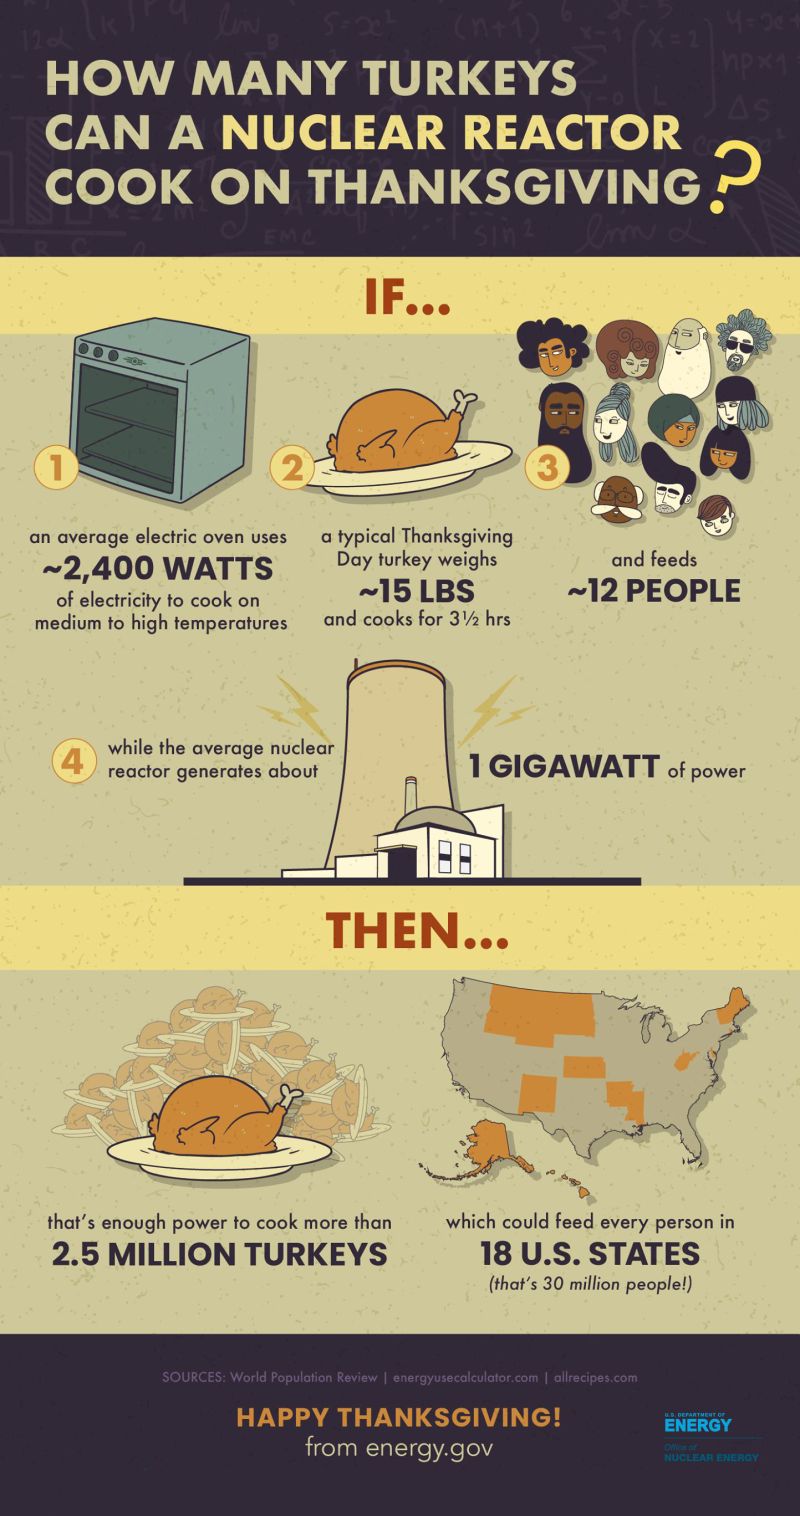 HOW MANY TURKEYS
CAN A NUCLEAR REACTOR
COOK ON THANKSGIVING?
IF...
1
an average electric oven uses
~2,400 WATTS
of electricity to cook on
medium to high temperatures
2
a typical Thanksgiving
Day turkey weighs
~15 LBS
and cooks for 3½ hrs
3
and feeds
~12 PEOPLE
4
while the average nuclear
reactor generates about
1 GIGAWATT of power
THEN...
that's enough power to cook more than
2.5 MILLION TURKEYS
which could feed every person in
18 U.S. STATES
(that's 30 million people!)
SOURCES: World Population Review | energyusecalculator.com | allrecipes.com
HAPPY THANKSGIVING!
from energy.gov
U.S. DEPARTMENT OF
ENERGY
Office of
NUCLEAR ENERGY